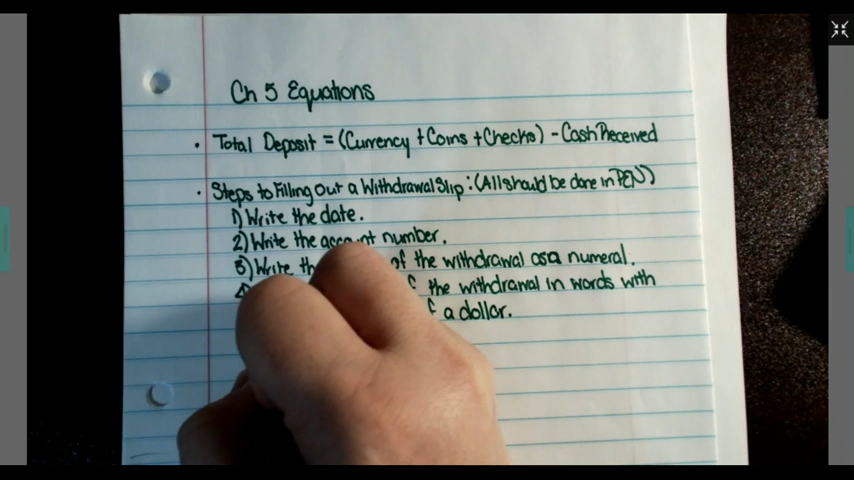 Ch 5 Equations
• Total Deposit = (Currency + Coins + Checks) - Cash Received
• Steps to Filling Out a Withdrawal Slip: (All should be done in PEN)
1) Write the date.
2) Write the account number.
3) Write the of the withdrawal as a numeral.
the withdrawal in words with
a dollar.